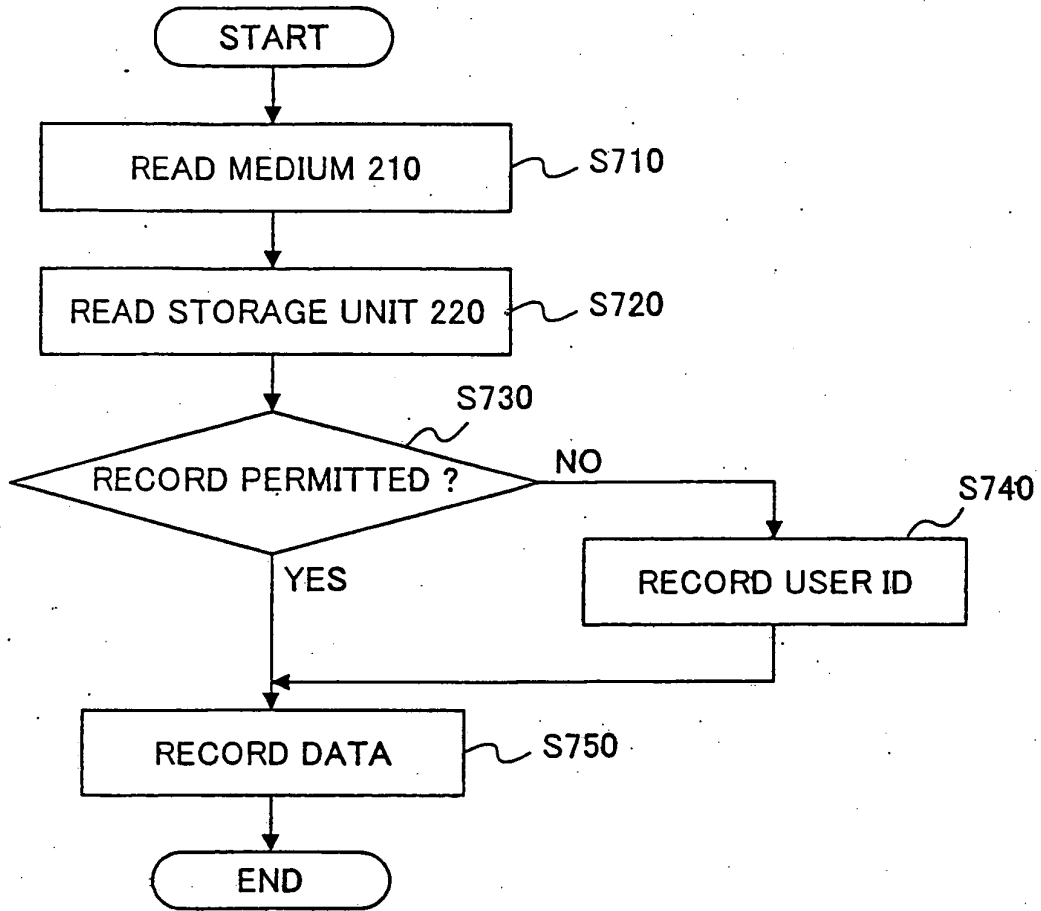 START
READ MEDIUM 210
S710
READ STORAGE UNIT 220
S720
S730
RECORD PERMITTED ?
NO
S740
YES
RECORD USER ID
RECORD DATA
S750
END